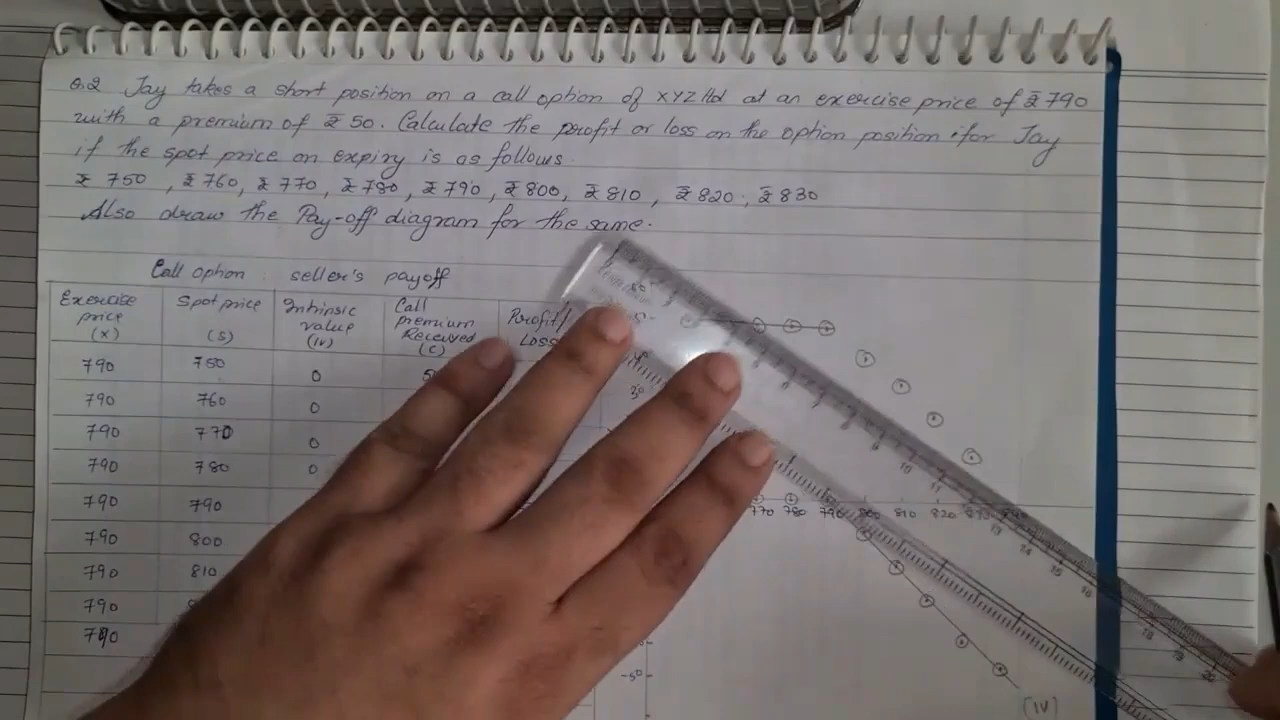 Q.2 Jay takes a short position on a call option of XYZ ltd at an exercise price of ₹ 790
with a premium of ₹ 50. Calculate the profit or loss on the option position for Jay
if the spot price on expiry is as follows.
₹ 750, ₹ 760, ₹ 770, ₹ 780, ₹ 790, ₹ 800, ₹ 810, ₹ 820, ₹ 830
Also draw the Pay-off diagram for the same.
Call option : seller's payoff
Exercise price (X) Spot price (S) Intrinsic value (IV) Call premium Received (C) Profit/ Loss
790 750 0
790 760 0
790 770 0
790 780 0
790 790
790 800
790 810
790
790
770 780 790 800 810 820
-50
(IV)